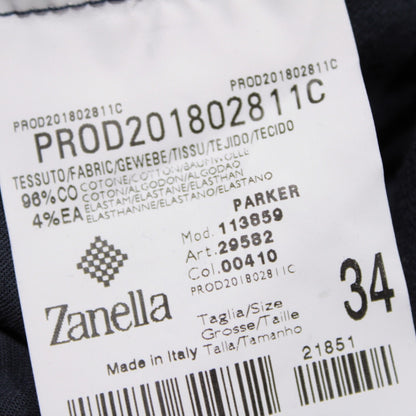 PROD201802811C
PROD201802811C
PROD201802811C
TESSUTO/FABRIC/GEWEBE/TISSU/TEJIDO/TECIDO
96%CO COTONE/COTTON/BAUMWOLLE
COTON/ALGODON/ALGODAO
4%EA ELASTAM/ELASTANE/ELASTAN
ELASTHANNE/ELASTANO/ELASTANO
PARKER
Mod. 113859
Art. 29582
Col. 00410
PROD201802811C
Zanella
Taglia/Size
Grosse/Taille
Talla/Tamanho
34
Made in Italy
21851